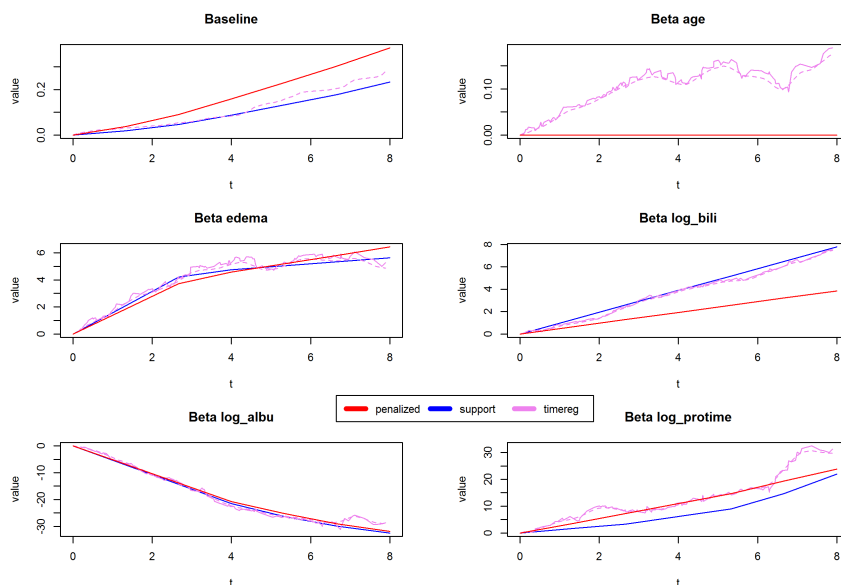 Baseline
value
0.0
0.2
0
2
4
6
8
t
Beta age
value
0.00
0.10
0
2
4
6
8
t
Beta edema
value
0
2
4
6
0
2
4
6
8
t
Beta log_bili
value
0
2
4
6
8
0
2
4
6
8
t
penalized support timereg
Beta log_albu
value
-30
-20
-10
0
0
2
4
6
8
t
Beta log_protime
value
0
10
20
30
0
2
4
6
8
t